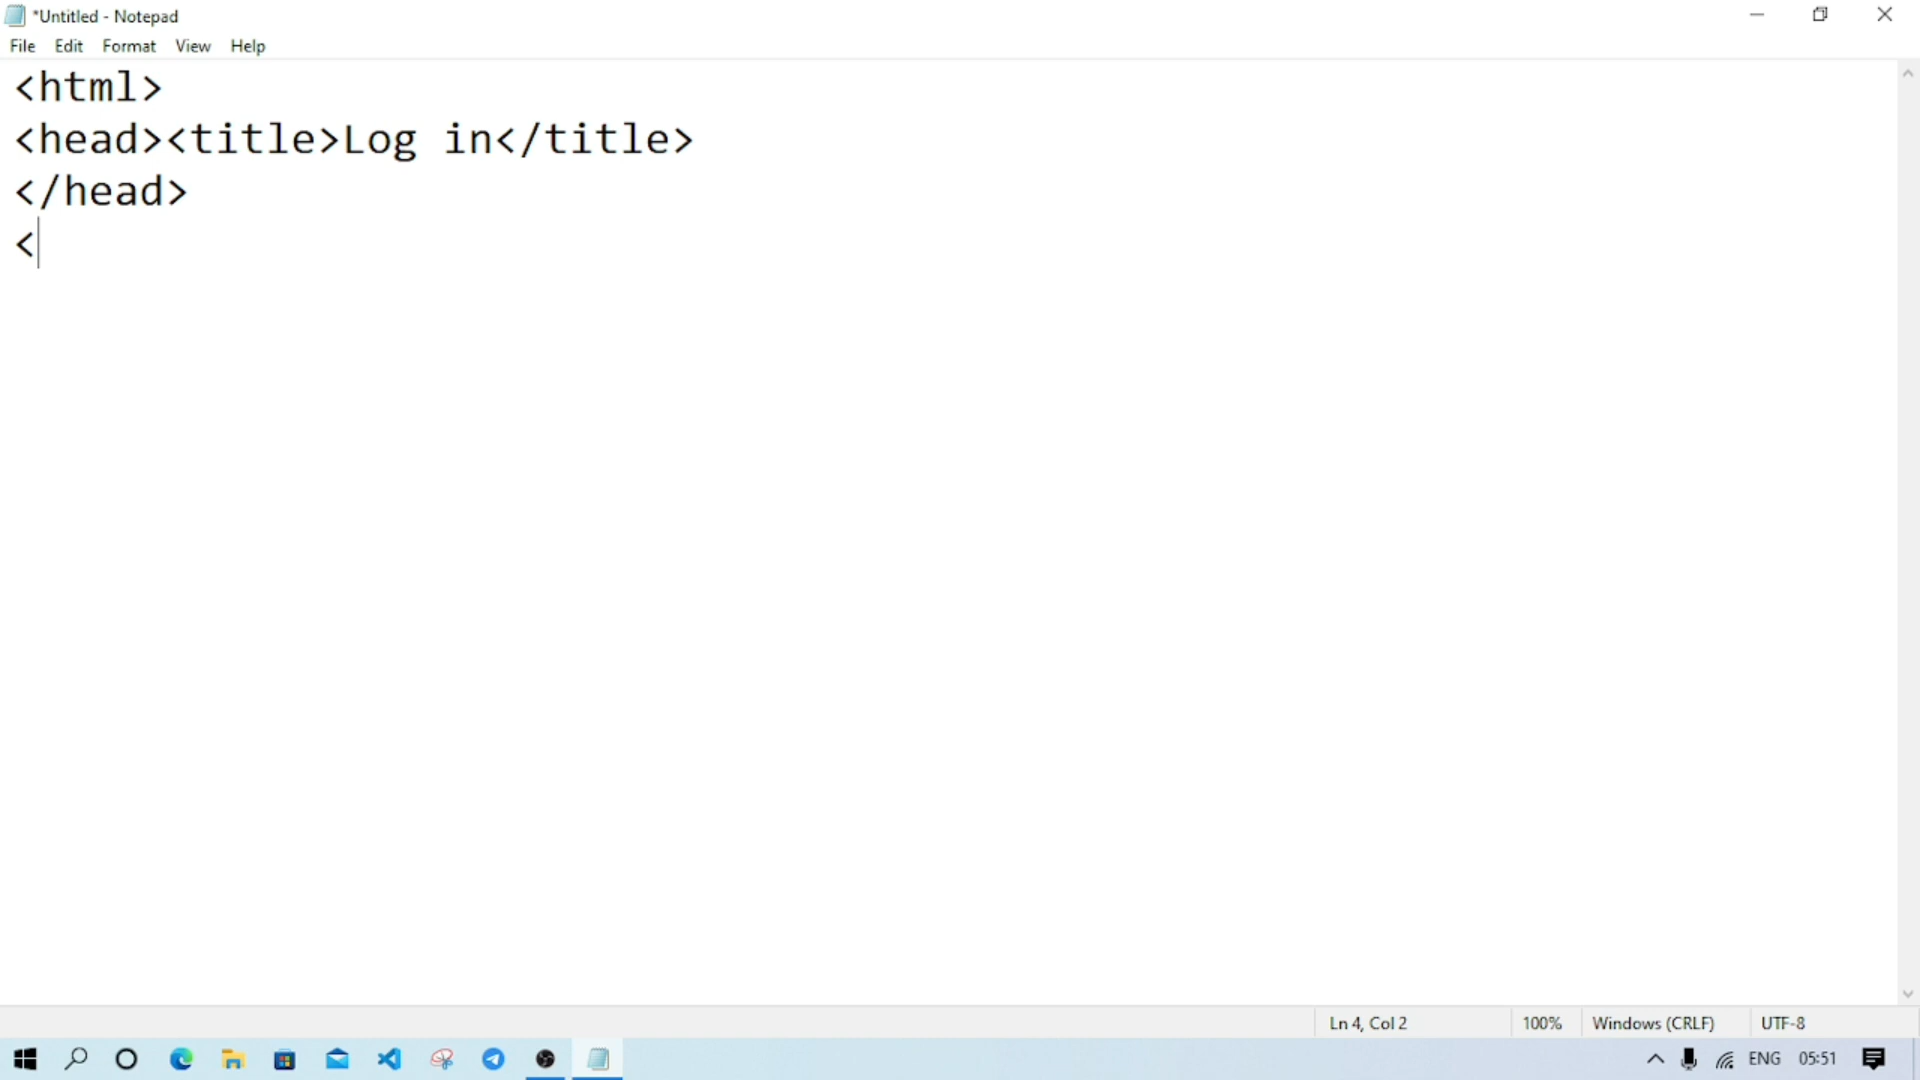 *Untitled - Notepad
File Edit Format View Help
<html>
<head><title>Log in</title>
</head>
<
Ln 4, Col 2 100% Windows (CRLF) UTF-8
ENG 05:51